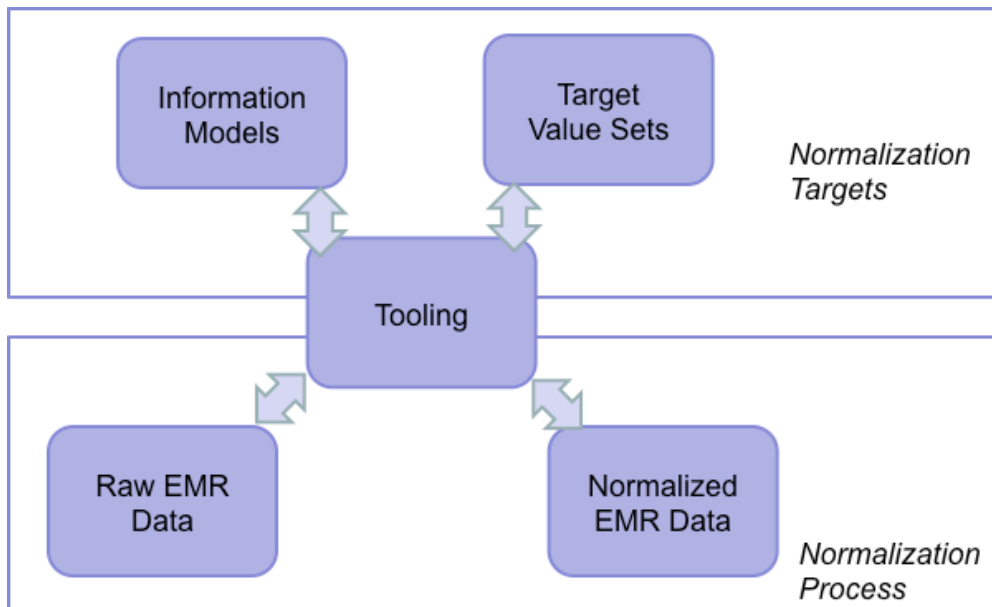 Information
Models
Target
Value Sets
Normalization
Targets
Tooling
Raw EMR
Data
Normalized
EMR Data
Normalization
Process